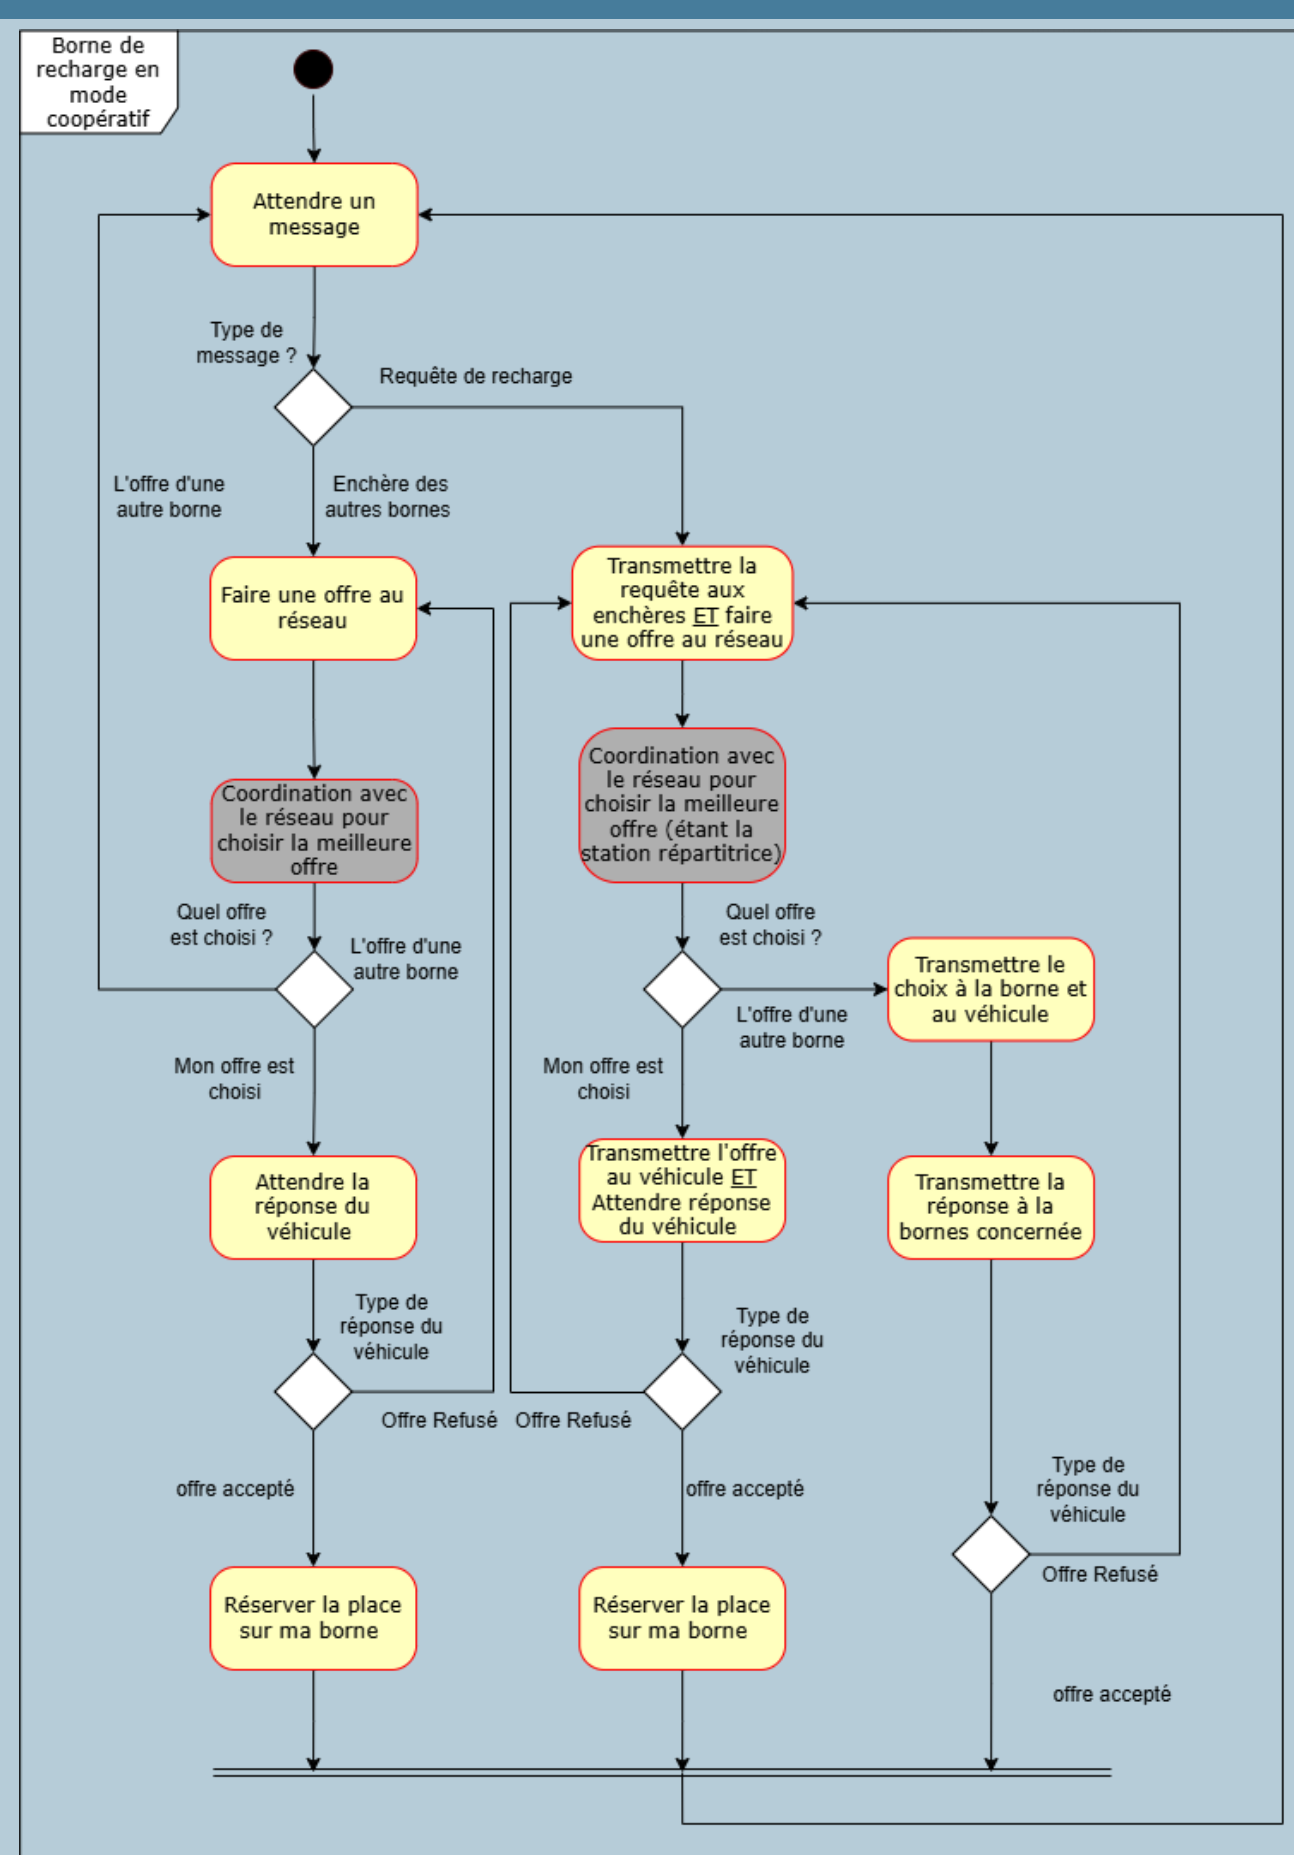 Borne de
recharge en
mode
coopératif
Attendre un
message
Type de
message ?
Requête de recharge
L'offre d'une
autre borne
Enchère des
autres bornes
Faire une offre au
réseau
Transmettre la
requête aux
enchères ET faire
une offre au réseau
Coordination avec
le réseau pour
choisir la meilleure
offre
Coordination avec
le réseau pour
choisir la meilleure
offre (étant la
station répartitrice)
Quel offre
est choisi ?
L'offre d'une
autre borne
Quel offre
est choisi ?
L'offre d'une
autre borne
Transmettre le
choix à la borne et
au véhicule
Mon offre est
choisi
Mon offre est
choisi
Attendre la
réponse du
véhicule
Transmettre l'offre
au véhicule ET
Attendre réponse
du véhicule
Transmettre la
réponse à la
bornes concernée
Type de
réponse du
véhicule
Type de
réponse du
véhicule
Offre Refusé
Offre Refusé
Type de
réponse du
véhicule
offre accepté
offre accepté
Offre Refusé
Réserver la place
sur ma borne
Réserver la place
sur ma borne
offre accepté